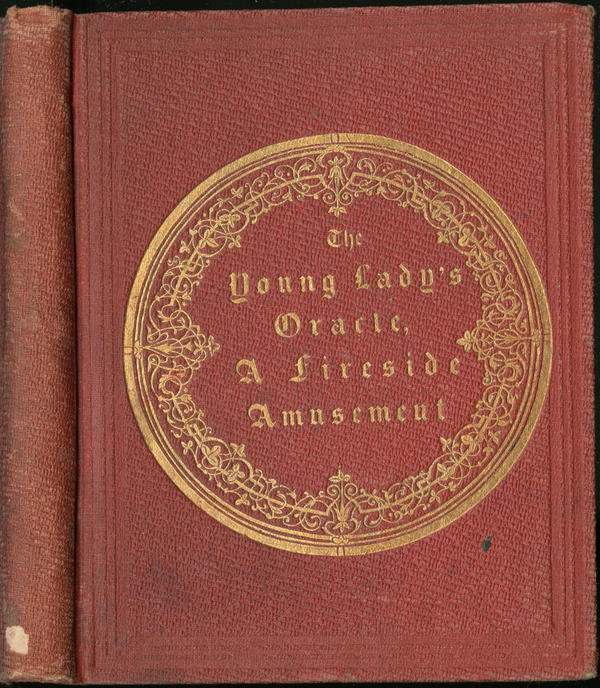 The
Young Lady's
Oracle,
A Fireside
Amusement